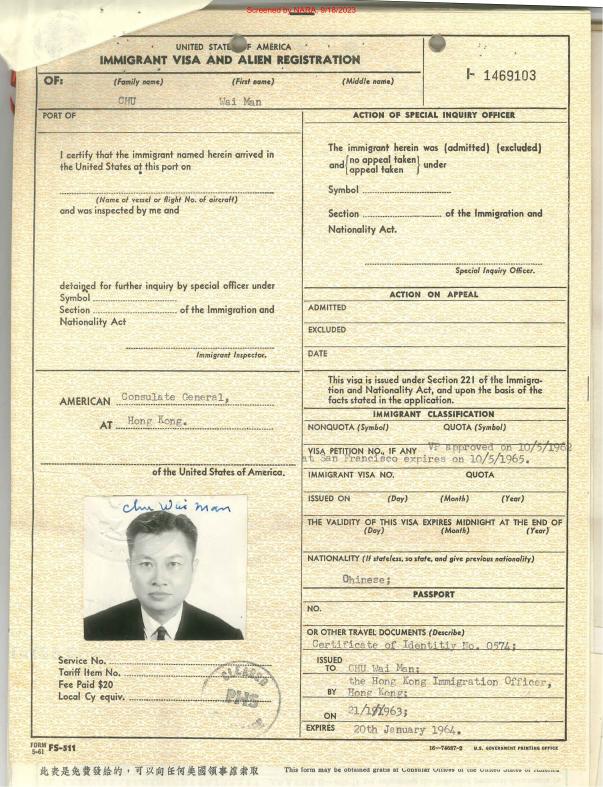 Screened by NARA, 9/18/2023
UNITED STATES OF AMERICA
IMMIGRANT VISA AND ALIEN REGISTRATION
I- 1469103
OF: (Family name) (First name) (Middle name)
CHU Wai Man
PORT OF
I certify that the immigrant named herein arrived in
the United States at this port on
(Name of vessel or flight No. of aircraft)
and was inspected by me and
detained for further inquiry by special officer under
Symbol
Section of the Immigration and
Nationality Act
Immigrant Inspector.
AMERICAN Consulate General,
AT Hong Kong.
of the United States of America.
Chu Wai Man
Service No.
Tariff Item No.
Fee Paid $20
Local Cy equiv.
CLEARED
PHS
ACTION OF SPECIAL INQUIRY OFFICER
The immigrant herein was (admitted) (excluded)
and (no appeal taken) under
(appeal taken)
Symbol
Section of the Immigration and
Nationality Act.
Special Inquiry Officer.
ACTION ON APPEAL
ADMITTED
EXCLUDED
DATE
This visa is issued under Section 221 of the Immigra-
tion and Nationality Act, and upon the basis of the
facts stated in the application.
IMMIGRANT CLASSIFICATION
NONQUOTA (Symbol) QUOTA (Symbol)
VISA PETITION NO., IF ANY VP approved on 10/5/1962
at San Francisco expires on 10/5/1965.
IMMIGRANT VISA NO. QUOTA
ISSUED ON (Day) (Month) (Year)
THE VALIDITY OF THIS VISA EXPIRES MIDNIGHT AT THE END OF
(Day) (Month) (Year)
NATIONALITY (If stateless, so state, and give previous nationality)
Chinese;
PASSPORT
NO.
OR OTHER TRAVEL DOCUMENTS (Describe)
Certificate of Identitiy No. 0574;
ISSUED
TO CHU Wai Man;
the Hong Kong Immigration Officer,
BY Hong Kong;
ON
EXPIRES 20th January 1964.
FORM
5-61 FS-511
16—74687-2 U.S. GOVERNMENT PRINTING OFFICE
此表是免費發給的，可以向任何美國領事館索取
This form may be obtained gratis at Consular Offices of the United States of America